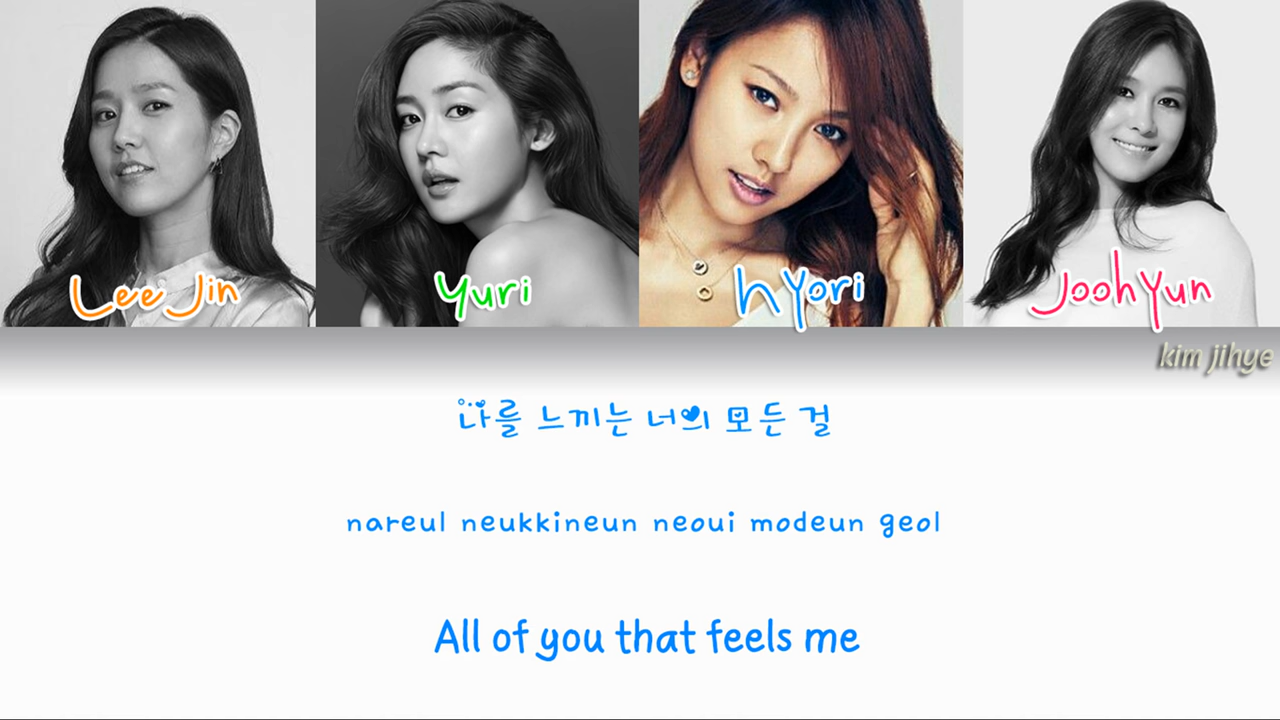 Lee Jin
Yuri
hyori
Joohyun
kim jihye
나를 느끼는 너의 모든 걸
nareul neukkineun neoui modeun geol
All of you that feels me